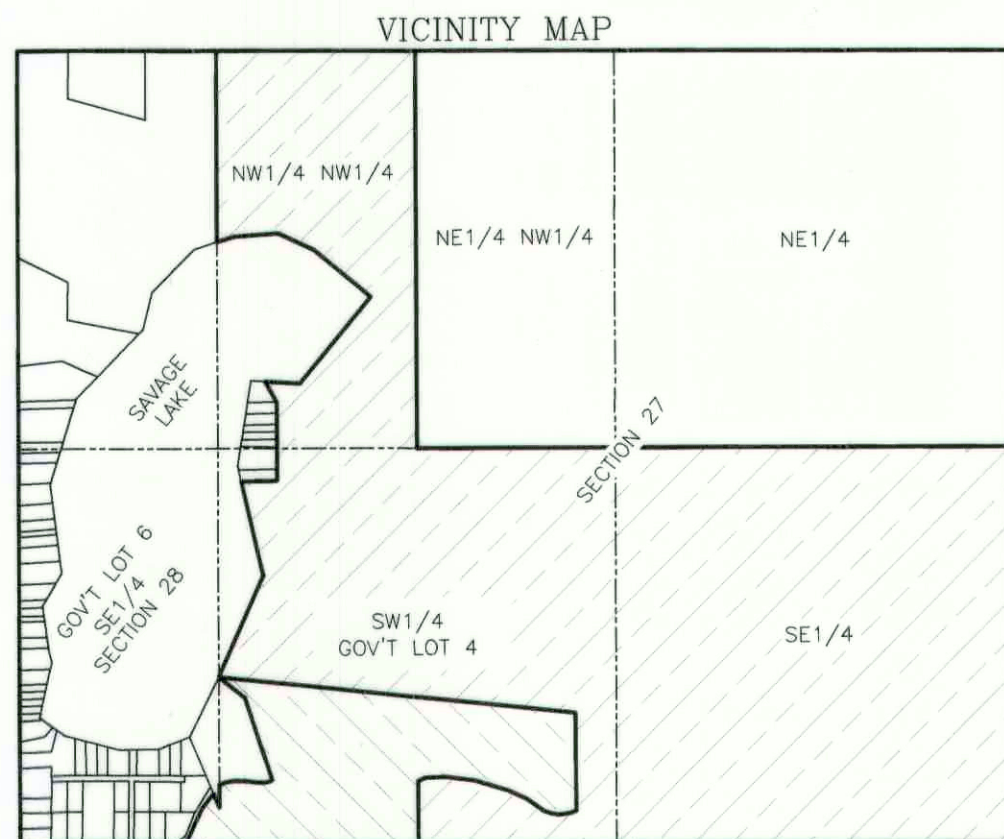 VICINITY MAP
NW1/4 NW1/4
NE1/4 NW1/4
NE1/4
SAVAGE
LAKE
SECTION 27
GOV'T LOT 6
SE1/4
SECTION 28
SW1/4
GOV'T LOT 4
SE1/4